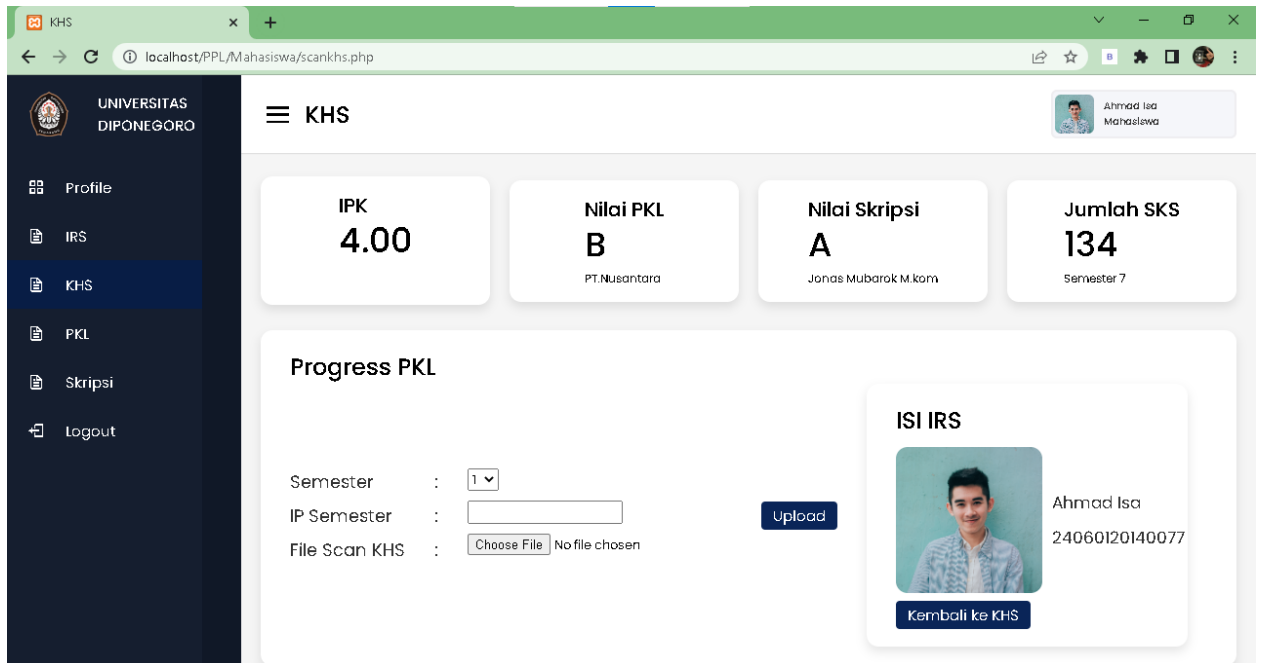 KHS
localhost/PPL/Mahasiswa/scankhs.php
B
UNIVERSITAS
DIPONEGORO
Profile
IRS
KHS
PKL
Skripsi
Logout
KHS
Ahmad Isa
Mahasiswa
IPK
4.00
Nilai PKL
B
PT.Nusantara
Nilai Skripsi
A
Jonas Mubarok M.kom
Jumlah SKS
134
Semester 7
Progress PKL
Semester : 1
IP Semester :
File Scan KHS : Choose File No file chosen
Upload
ISI IRS
Ahmad Isa
24060120140077
Kembali ke KHS